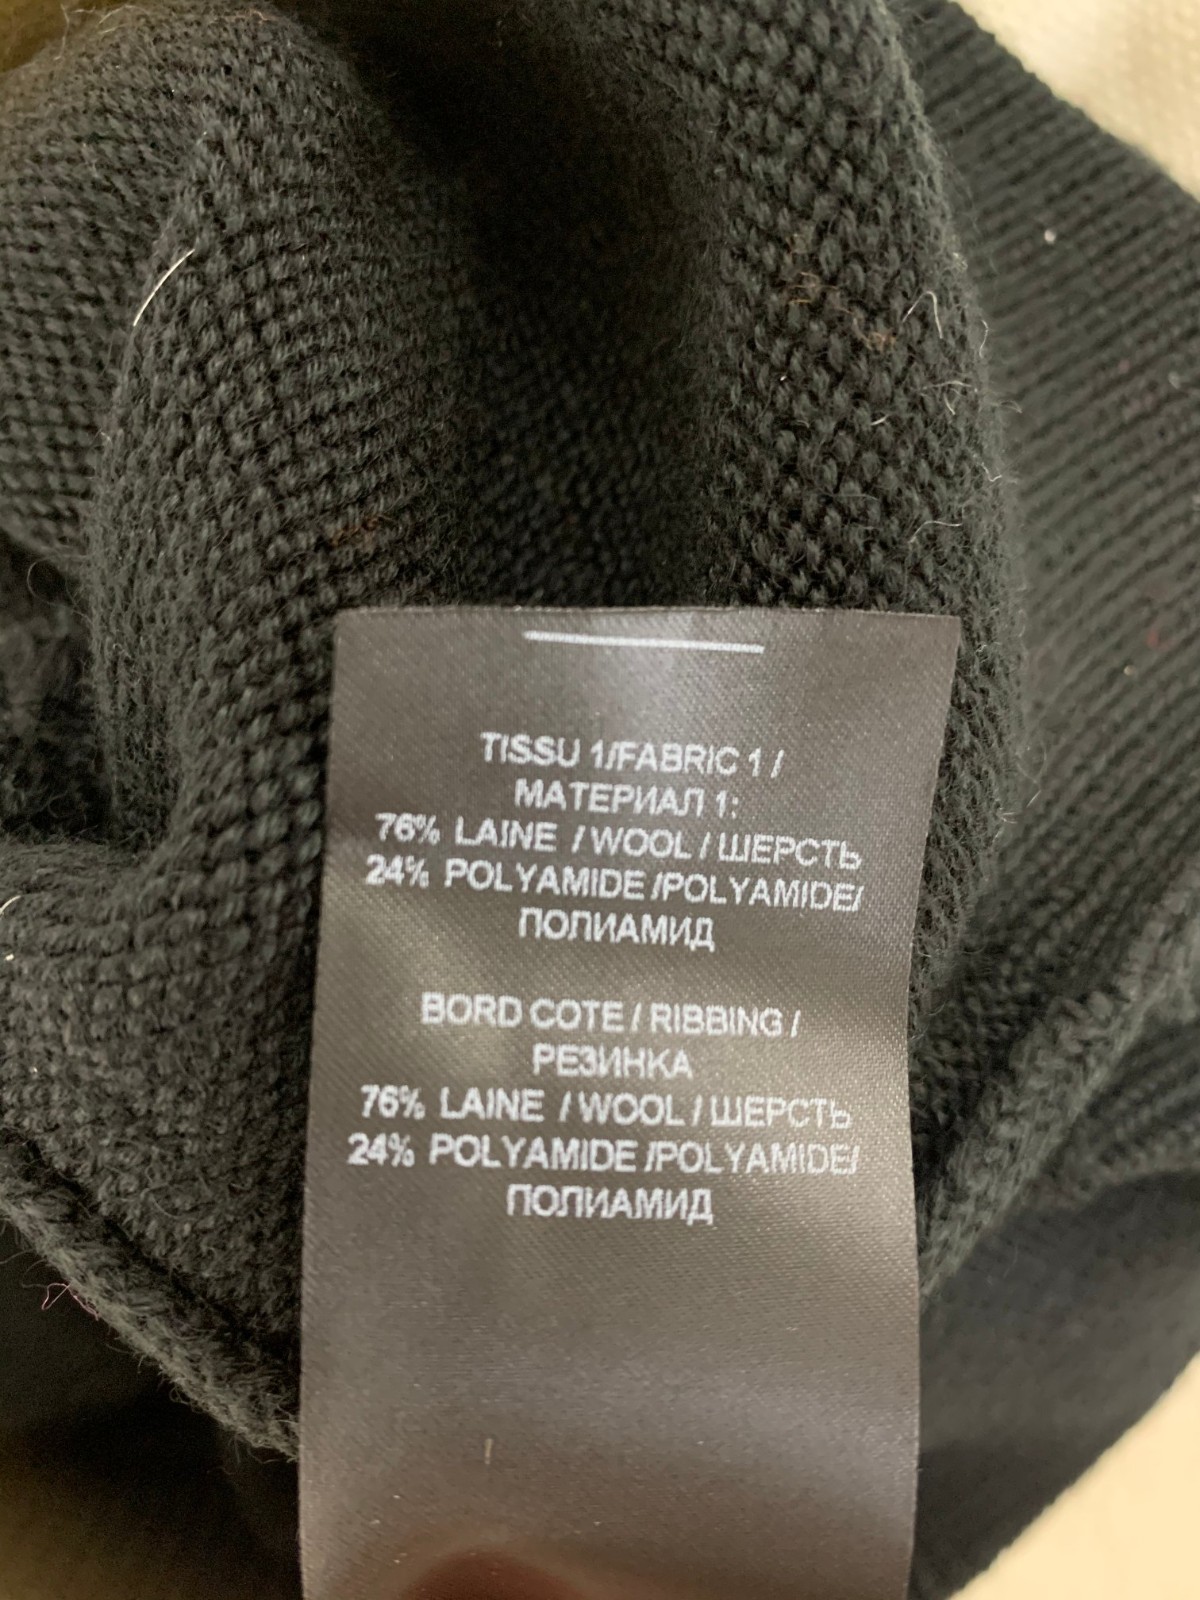 TISSU 1/FABRIC 1 /
МАТЕРИАЛ 1:
76% LAINE / WOOL / ШЕРСТЬ
24% POLYAMIDE /POLYAMIDE/
ПОЛИАМИД
BORD COTE / RIBBING /
РЕЗИНКА
76% LAINE / WOOL / ШЕРСТЬ
24% POLYAMIDE /POLYAMIDE/
ПОЛИАМИД